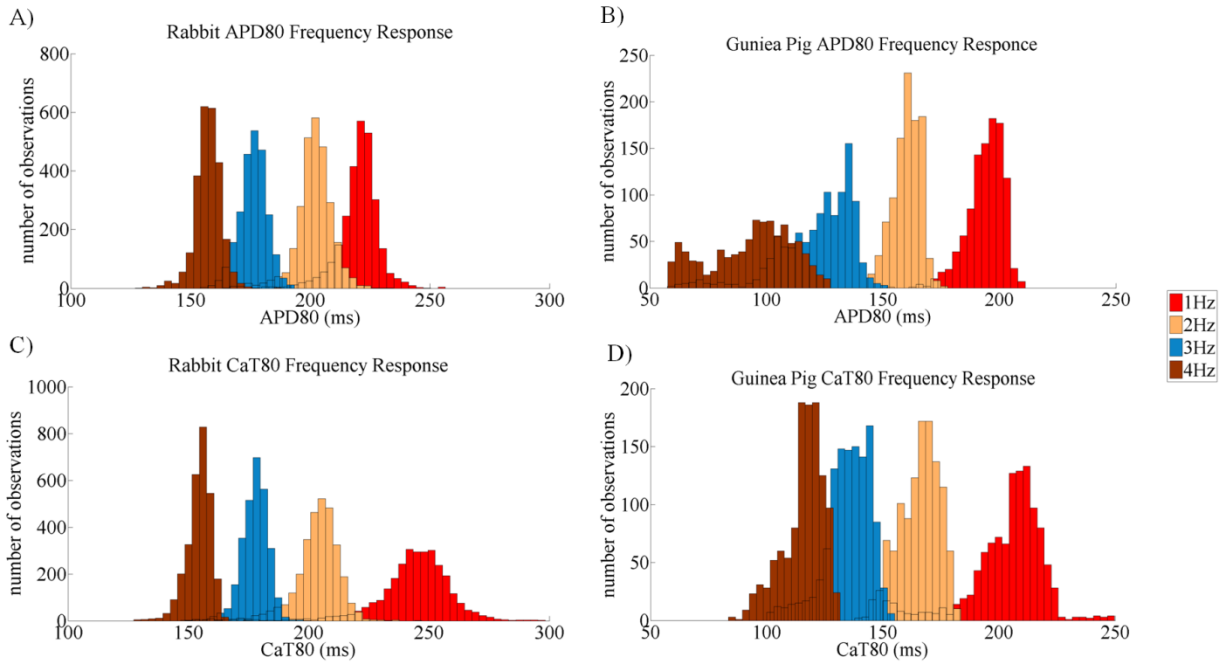 A)
Rabbit APD80 Frequency Response
800
600
400
200
0
number of observations
100
150
200
250
300
APD80 (ms)
B)
Guniea Pig APD80 Frequency Responce
250
200
150
100
50
0
number of observations
50
100
150
200
250
APD80 (ms)
C)
Rabbit CaT80 Frequency Response
1000
800
600
400
200
0
number of observations
100
150
200
250
300
CaT80 (ms)
D)
Guinea Pig CaT80 Frequency Response
200
150
100
50
0
number of observations
50
100
150
200
250
CaT80 (ms)
1Hz
2Hz
3Hz
4Hz